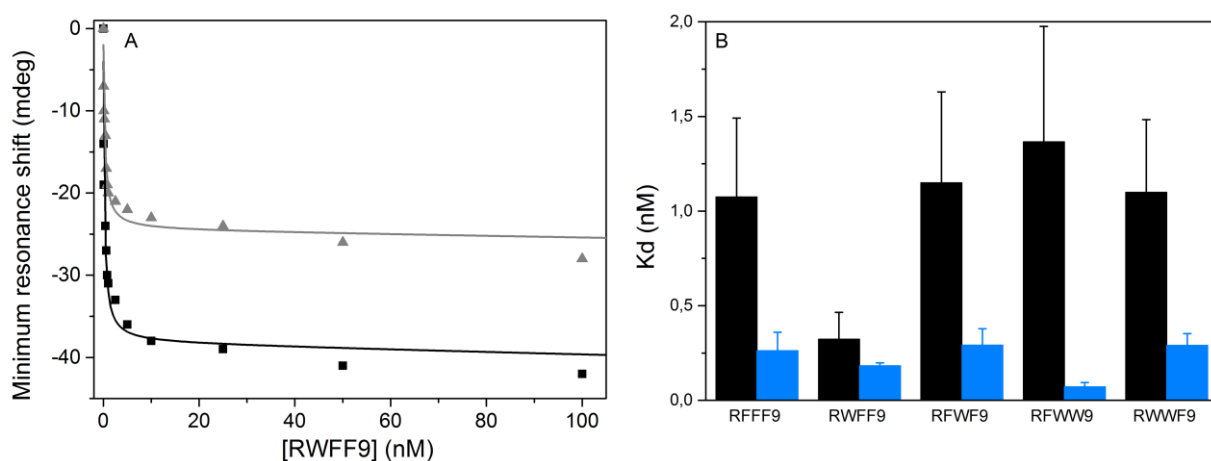 A
Minimum resonance shift (mdeg)
0
-10
-20
-30
-40
0
20
40
60
80
100
[RWFF9] (nM)
B
Kd (nM)
2,0
1,5
1,0
0,5
0,0
RFFF9
RWFF9
RFWF9
RFWW9
RWWF9